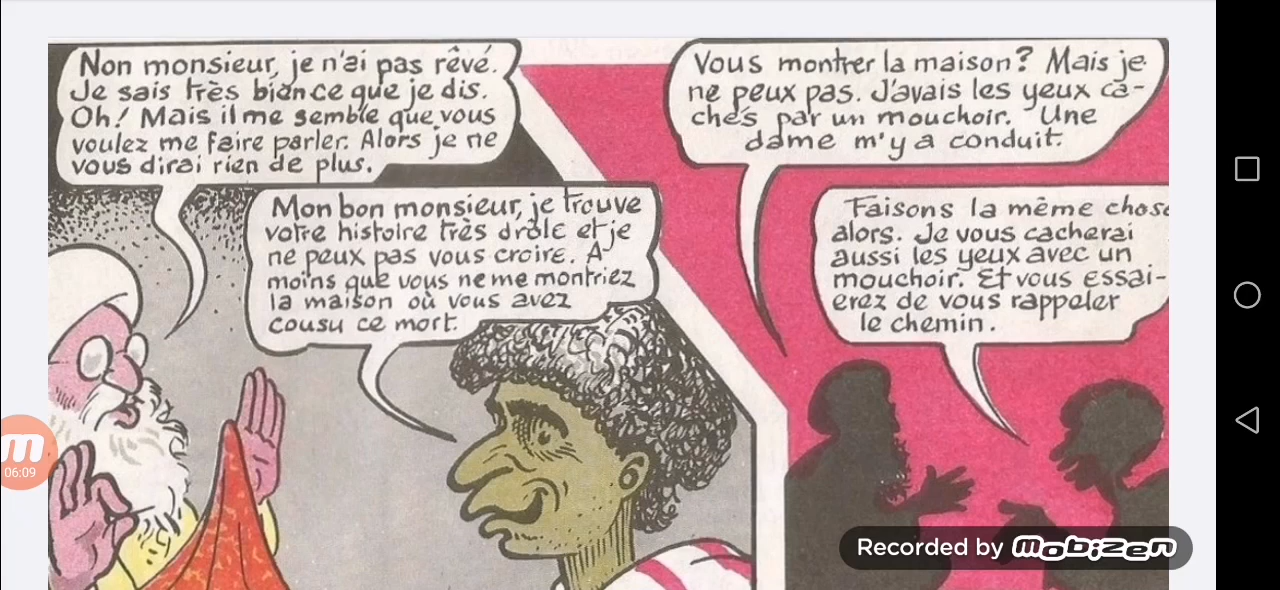 Non monsieur, je n'ai pas rêvé.
Je sais très bien ce que je dis.
Oh! Mais il me semble que vous
voulez me faire parler. Alors je ne
vous dirai rien de plus.
Mon bon monsieur, je trouve
votre histoire très drôle et je
ne peux pas vous croire. A
moins que vous ne me montriez
la maison où vous avez
cousu ce mort.
Vous montrer la maison? Mais je
ne peux pas. J'avais les yeux ca-
chés par un mouchoir. Une
dame m'y a conduit.
Faisons la même chose
alors. Je vous cacherai
aussi les yeux avec un
mouchoir. Et vous essai-
erez de vous rappeler
le chemin.
06:09
Recorded by mobizen